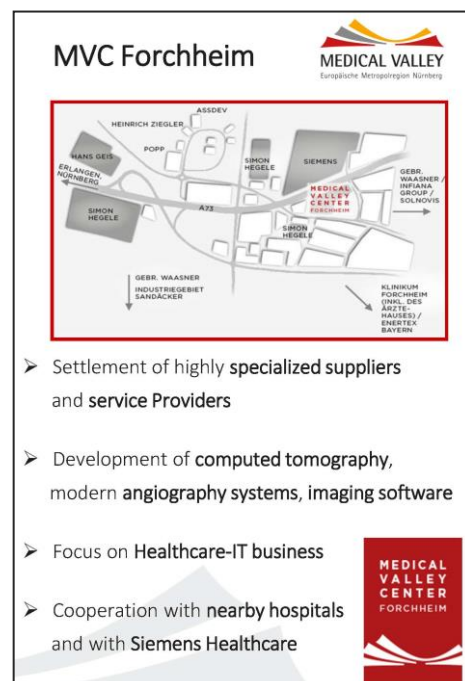 MVC Forchheim
MEDICAL VALLEY
Europäische Metropolregion Nürnberg
ASSDEV
HEINRICH ZIEGLER
POPP
HANS GEIS
ERLANGEN,
NÜRNBERG
SIMON
HEGELE
SIEMENS
GEBR.
WAASNER /
INFIANA
GROUP /
SOLNOVIS
MEDICAL
VALLEY
CENTER
FORCHHEIM
SIMON
HEGELE
A73
SIMON
HEGELE
GEBR. WAASNER
INDUSTRIEGEBIET
SANDÄCKER
KLINIKUM
FORCHHEIM
(INKL. DES
ÄRZTE-
HAUSES) /
ENERTEX
BAYERN
➢ Settlement of highly specialized suppliers
and service Providers
➢ Development of computed tomography,
modern angiography systems, imaging software
➢ Focus on Healthcare-IT business
➢ Cooperation with nearby hospitals
and with Siemens Healthcare
MEDICAL
VALLEY
CENTER
FORCHHEIM